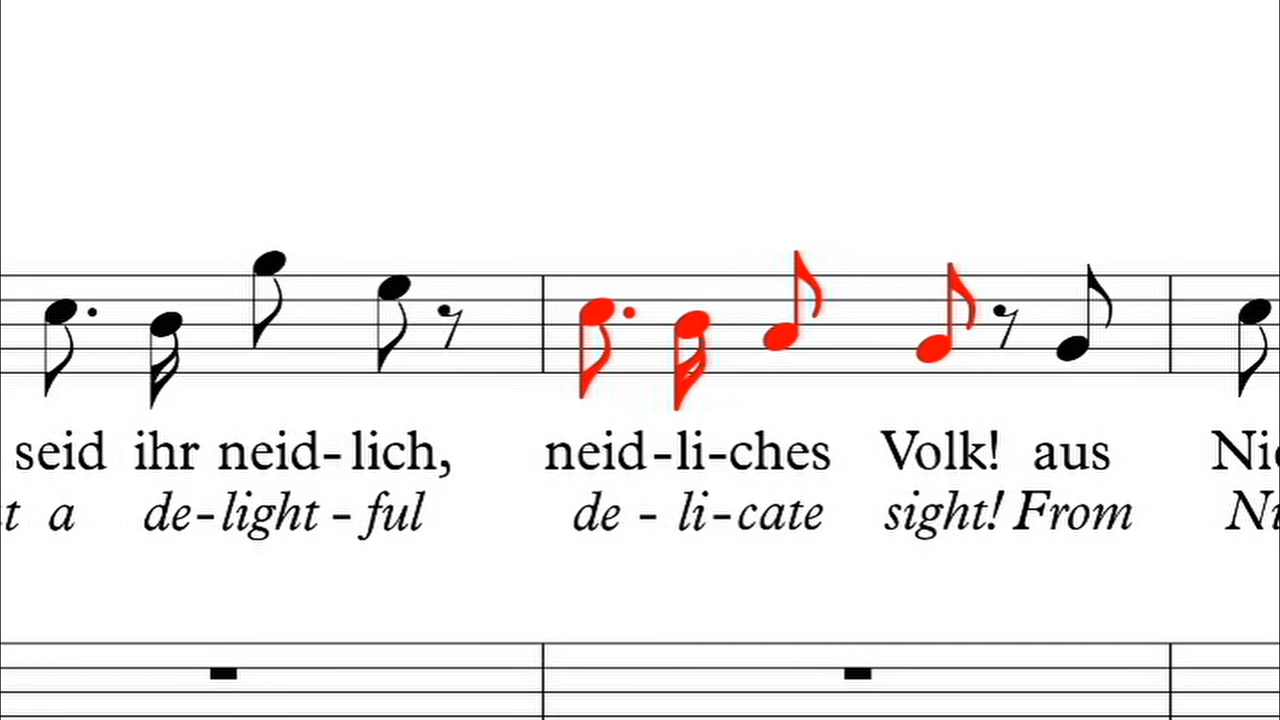 seid ihr neid-lich, neid-li-ches Volk! aus
a de-light-ful de - li-cate sight! From